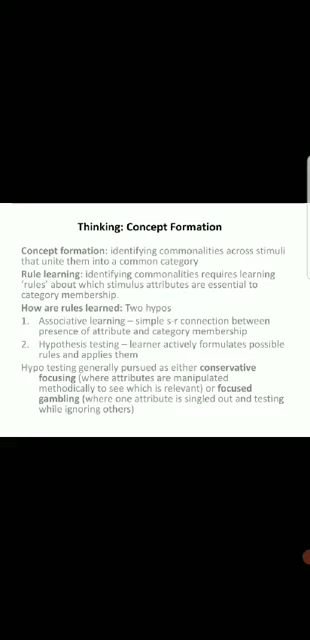 Thinking: Concept Formation
Concept formation: identifying commonalities across stimuli
that unite them into a common category
Rule learning: identifying commonalities requires learning
'rules' about which stimulus attributes are essential to
category membership.
How are rules learned: Two hypos
1. Associative learning – simple s-r connection between
presence of attribute and category membership
2. Hypothesis testing – learner actively formulates possible
rules and applies them
Hypo testing generally pursued as either conservative
focusing (where attributes are manipulated
methodically to see which is relevant) or focused
gambling (where one attribute is singled out and testing
while ignoring others)